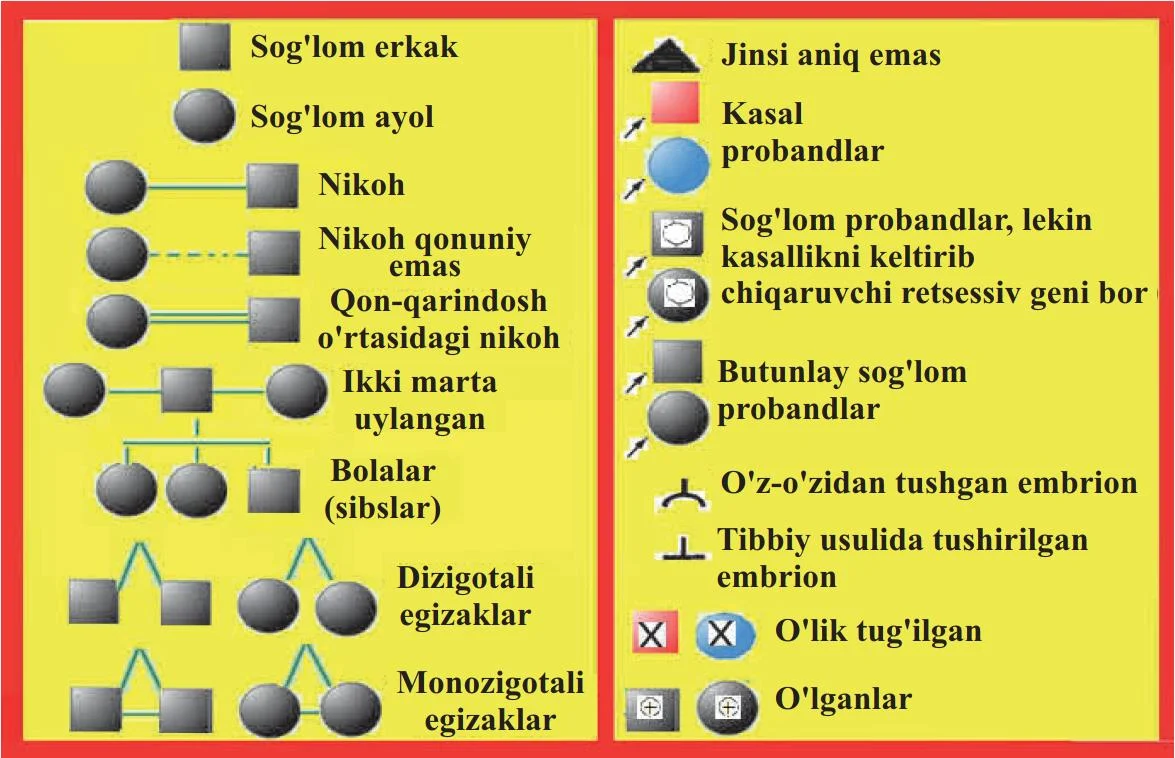 Sog'lom erkak
Sog'lom ayol
Nikoh
Nikoh qonuniy
emas
Qon-qarindosh
o'rtasidagi nikoh
Ikki marta
uylangan
Bolalar
(sibslar)
Dizigotali
egizaklar
Monozigotali
egizaklar
Jinsi aniq emas
Kasal
probandlar
Sog'lom probandlar, lekin
kasallikni keltirib
chiqaruvchi retsessiv geni bor
Butunlay sog'lom
probandlar
O'z-o'zidan tushgan embrion
Tibbiy usulida tushirilgan
embrion
O'lik tug'ilgan
O'lganlar